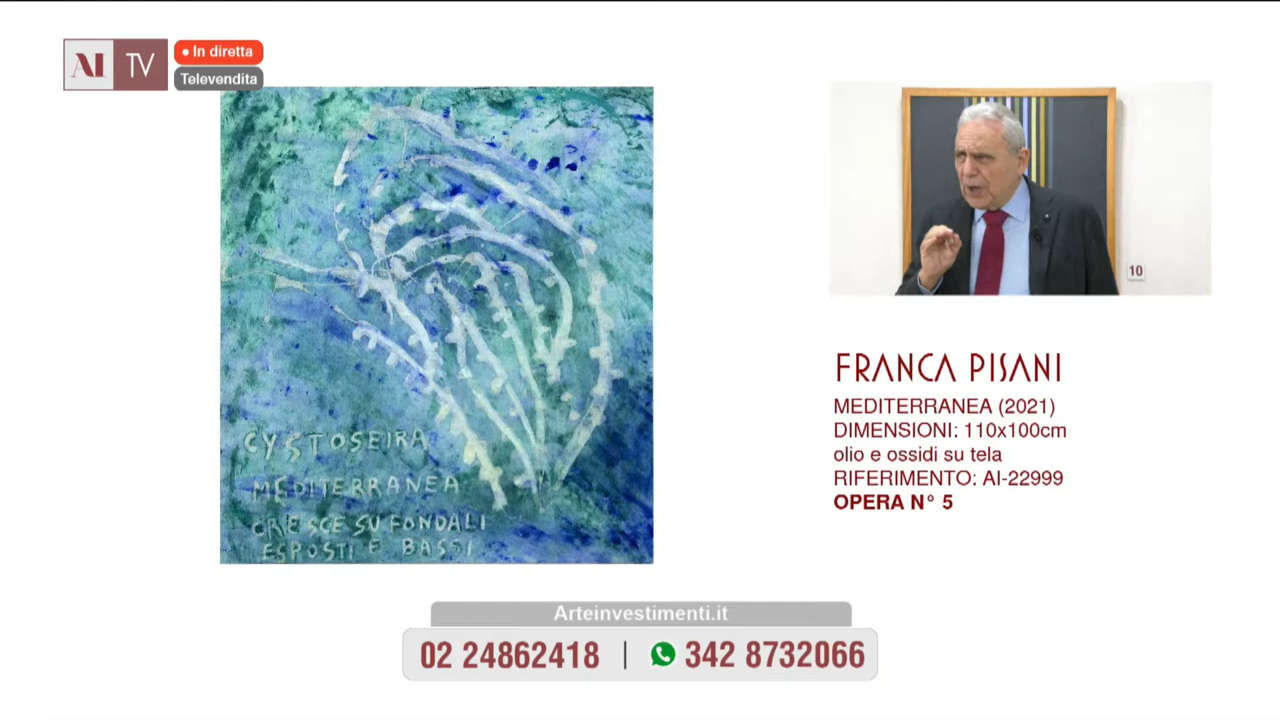 AI TV
In diretta
Televendita
CYSTOSEIRA
MEDITERRANEA
CRESCE SU FONDALI
ESPOSTI E BASSI
10
FRANCA PISANI
MEDITERRANEA (2021)
DIMENSIONI: 110x100cm
olio e ossidi su tela
RIFERIMENTO: AI-22999
OPERA N° 5
Arteinvestimenti.it
02 24862418 | 342 8732066